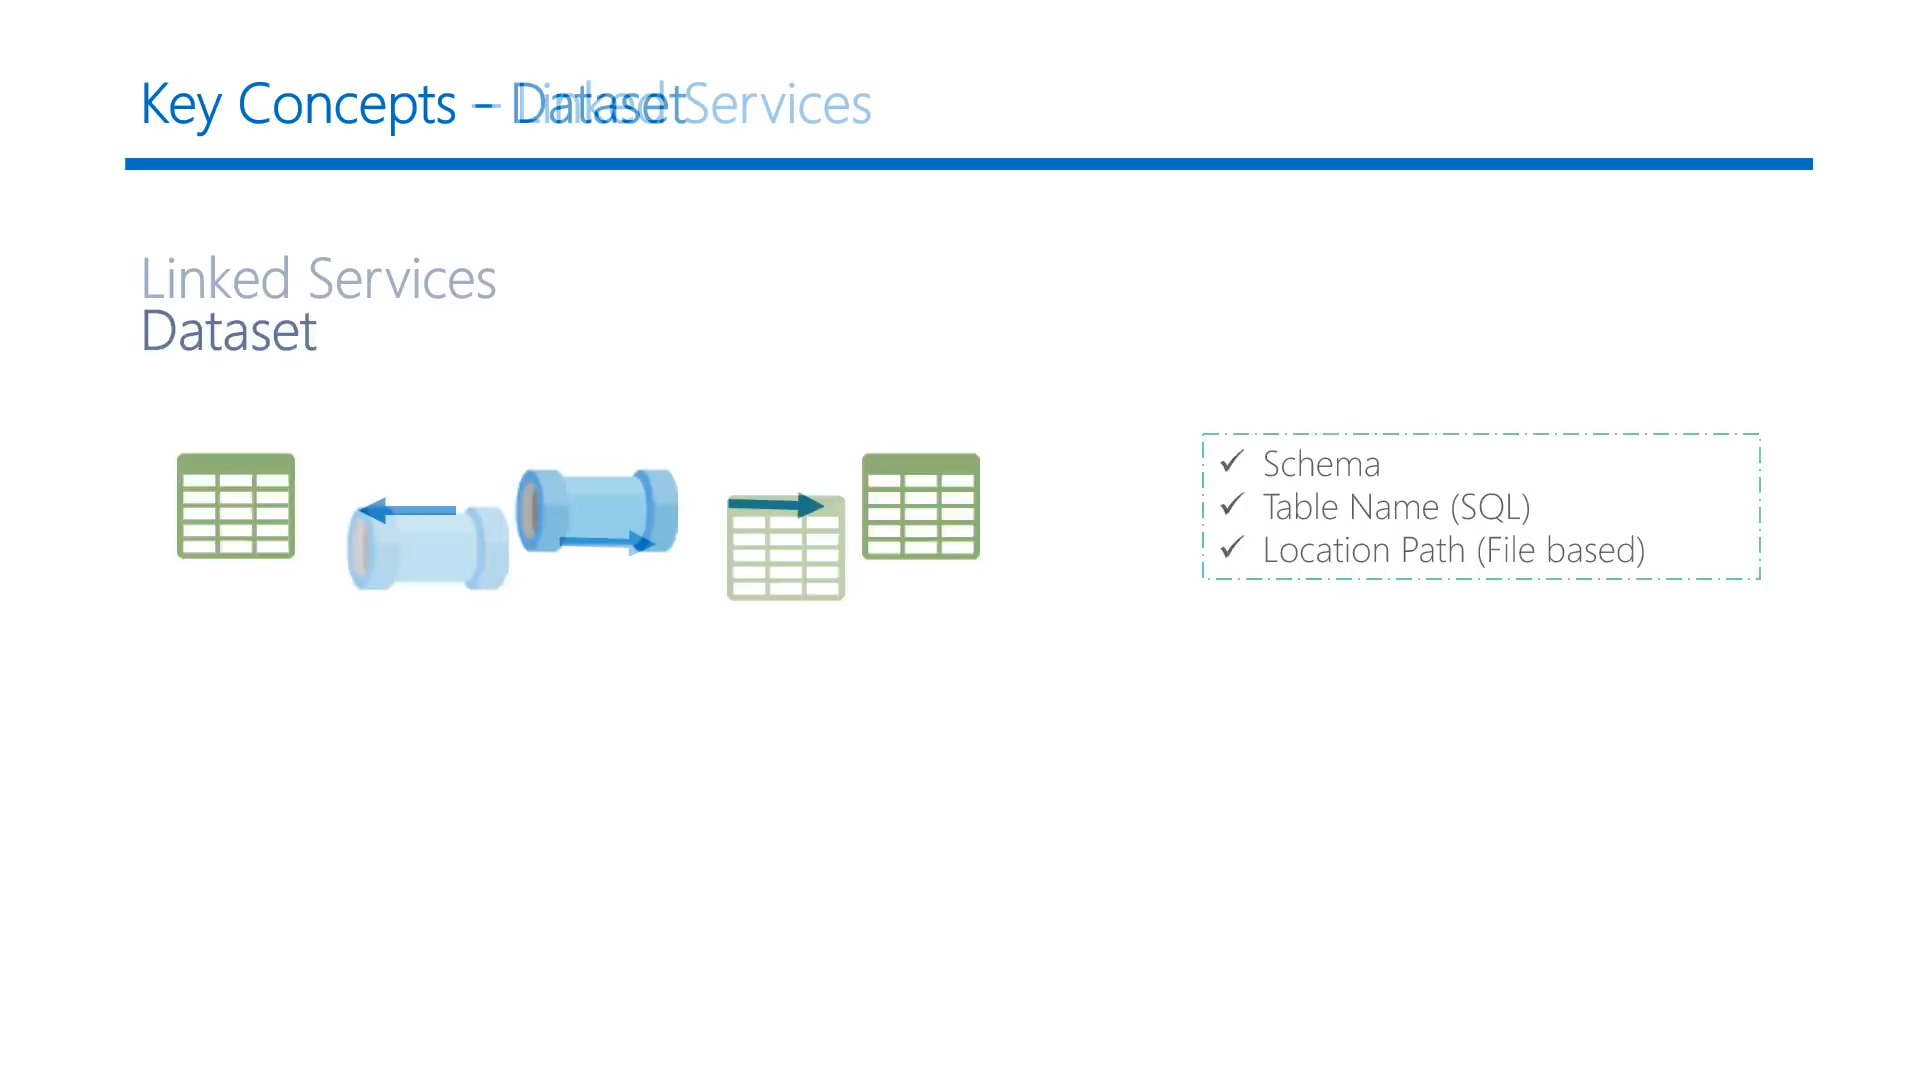 Key Concepts – Dataset
Linked Services
Linked Services
Dataset
Schema
Table Name (SQL)
Location Path (File based)